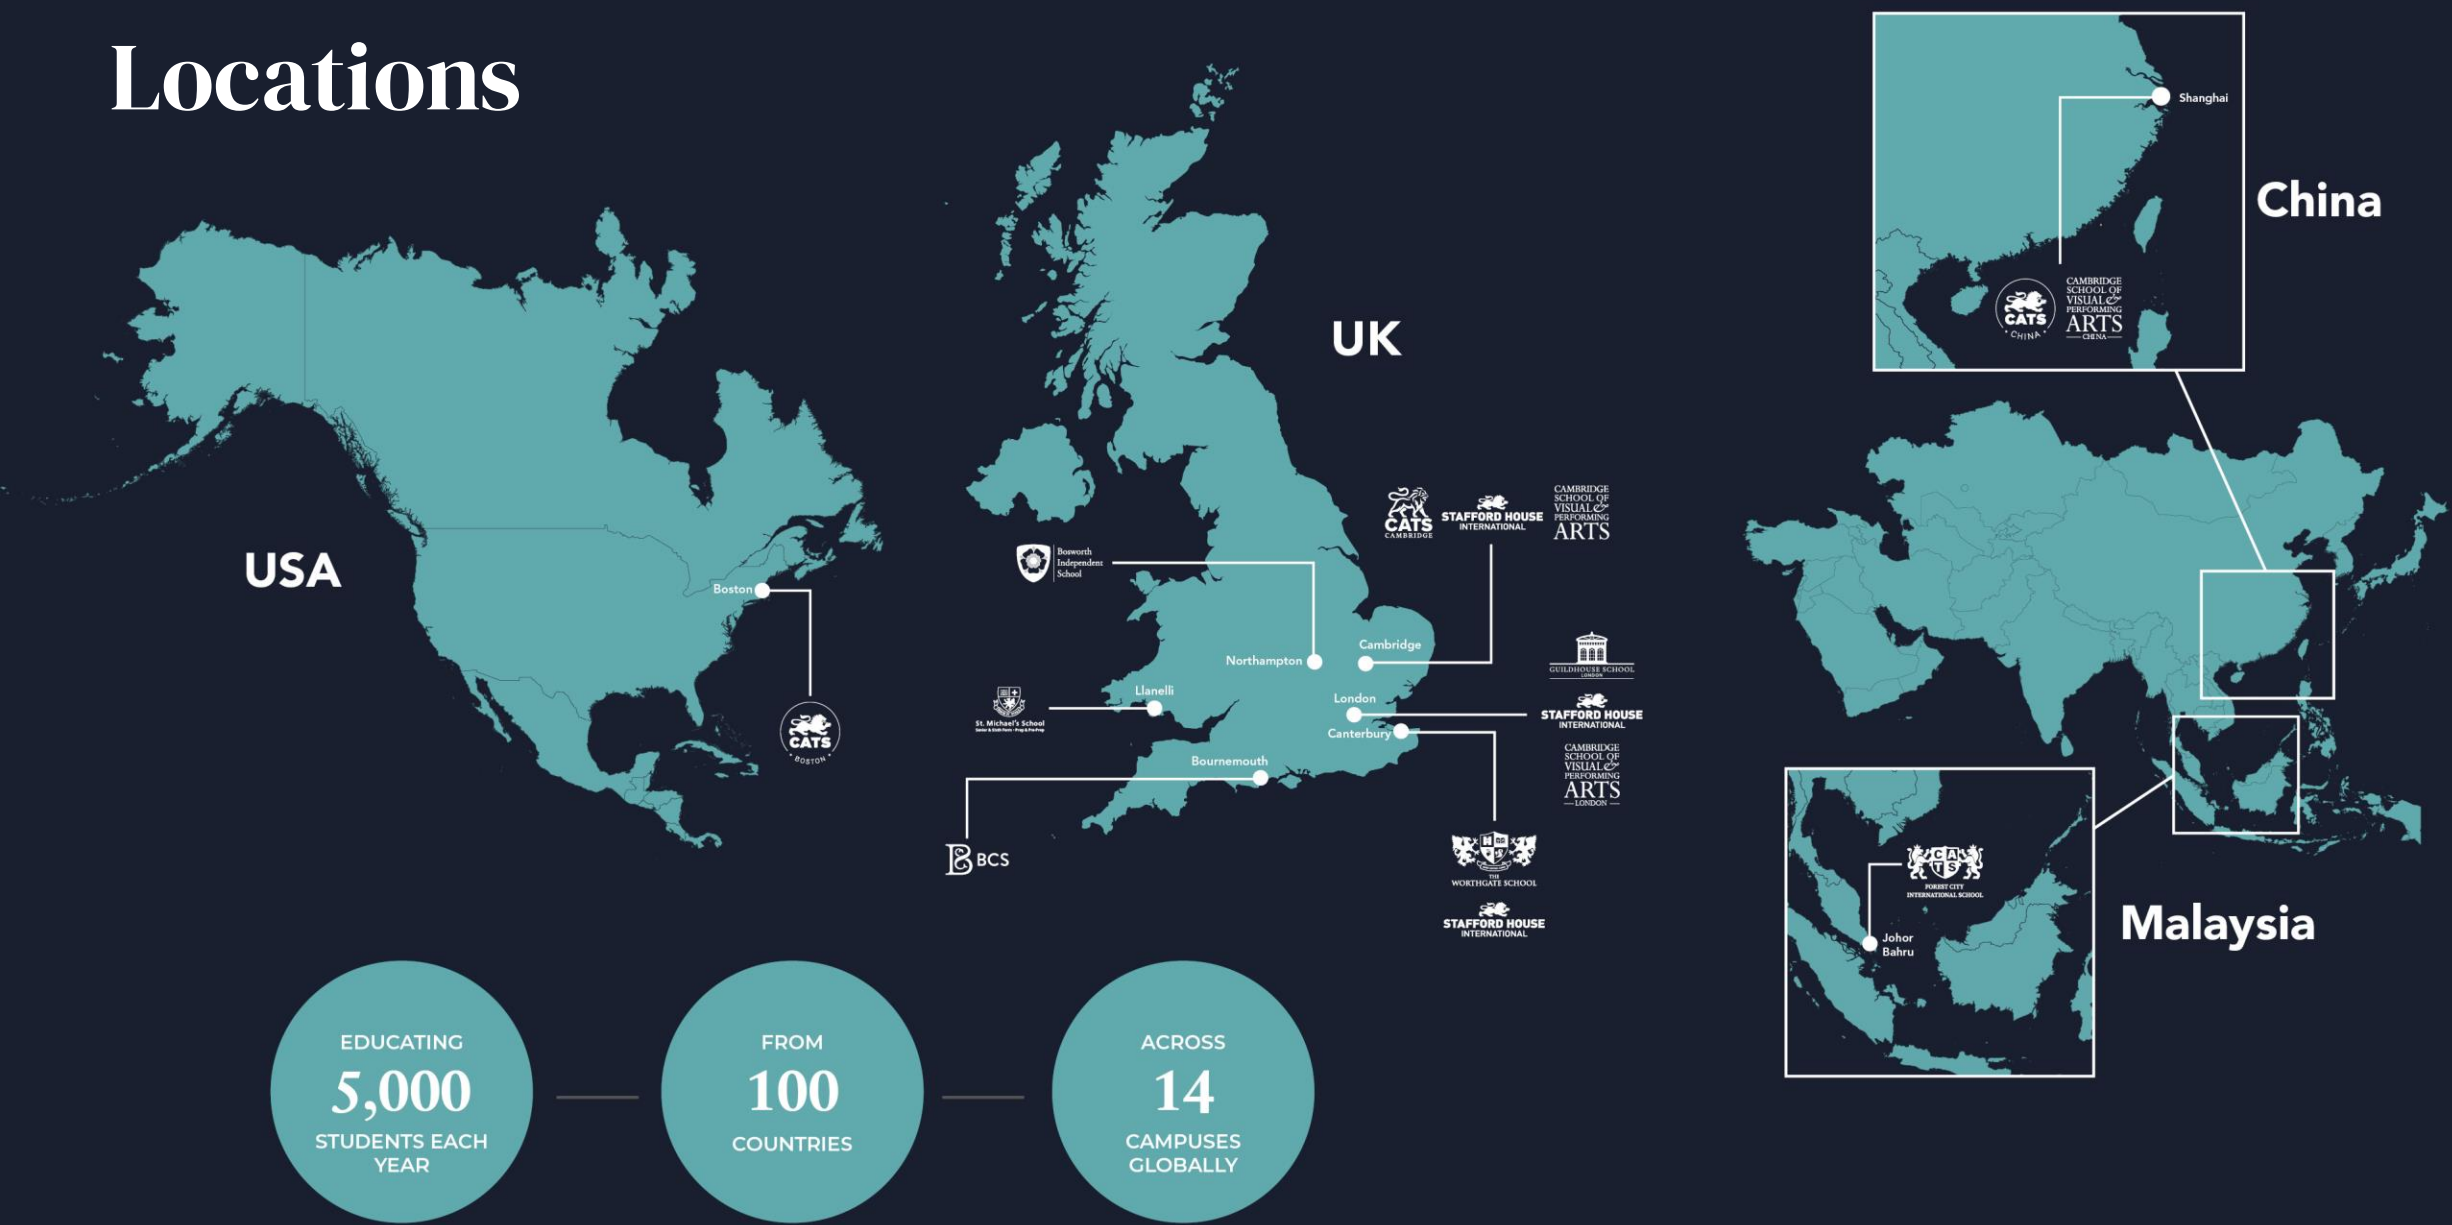 Locations
USA
Boston
CATS
• BOSTON •
UK
CATS
CAMBRIDGE
STAFFORD HOUSE
INTERNATIONAL
CAMBRIDGE
SCHOOL OF
VISUAL &
PERFORMING
ARTS
Bosworth
Independent
School
Northampton
Cambridge
GUILDHOUSE SCHOOL
LONDON
London
STAFFORD HOUSE
INTERNATIONAL
CAMBRIDGE
SCHOOL OF
VISUAL &
PERFORMING
ARTS
LONDON
Llanelli
St. Michael's School
Canterbury
Bournemouth
B BCS
THE
WORTHGATE SCHOOL
STAFFORD HOUSE
INTERNATIONAL
Shanghai
China
CATS
• CHINA •
CAMBRIDGE
SCHOOL OF
VISUAL &
PERFORMING
ARTS
CHINA
CA
TS
FOREST CITY
INTERNATIONAL SCHOOL
Johor
Bahru
Malaysia
EDUCATING
5,000
STUDENTS EACH
YEAR
FROM
100
COUNTRIES
ACROSS
14
CAMPUSES
GLOBALLY